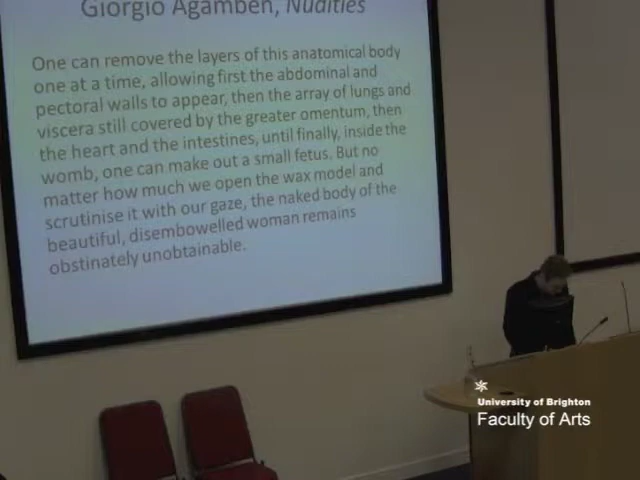 Giorgio Agamben, Nudities
One can remove the layers of this anatomical body
one at a time, allowing first the abdominal and
pectoral walls to appear, then the array of lungs and
viscera still covered by the greater omentum, then
the heart and the intestines, until finally, inside the
womb, one can make out a small fetus. But no
matter how much we open the wax model and
scrutinise it with our gaze, the naked body of the
beautiful, disembowelled woman remains
obstinately unobtainable.
University of Brighton
Faculty of Arts